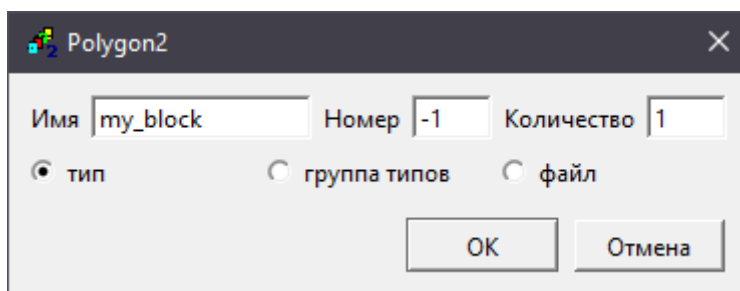 Polygon2
Имя my_block Номер -1 Количество 1
тип группа типов файл
OK Отмена